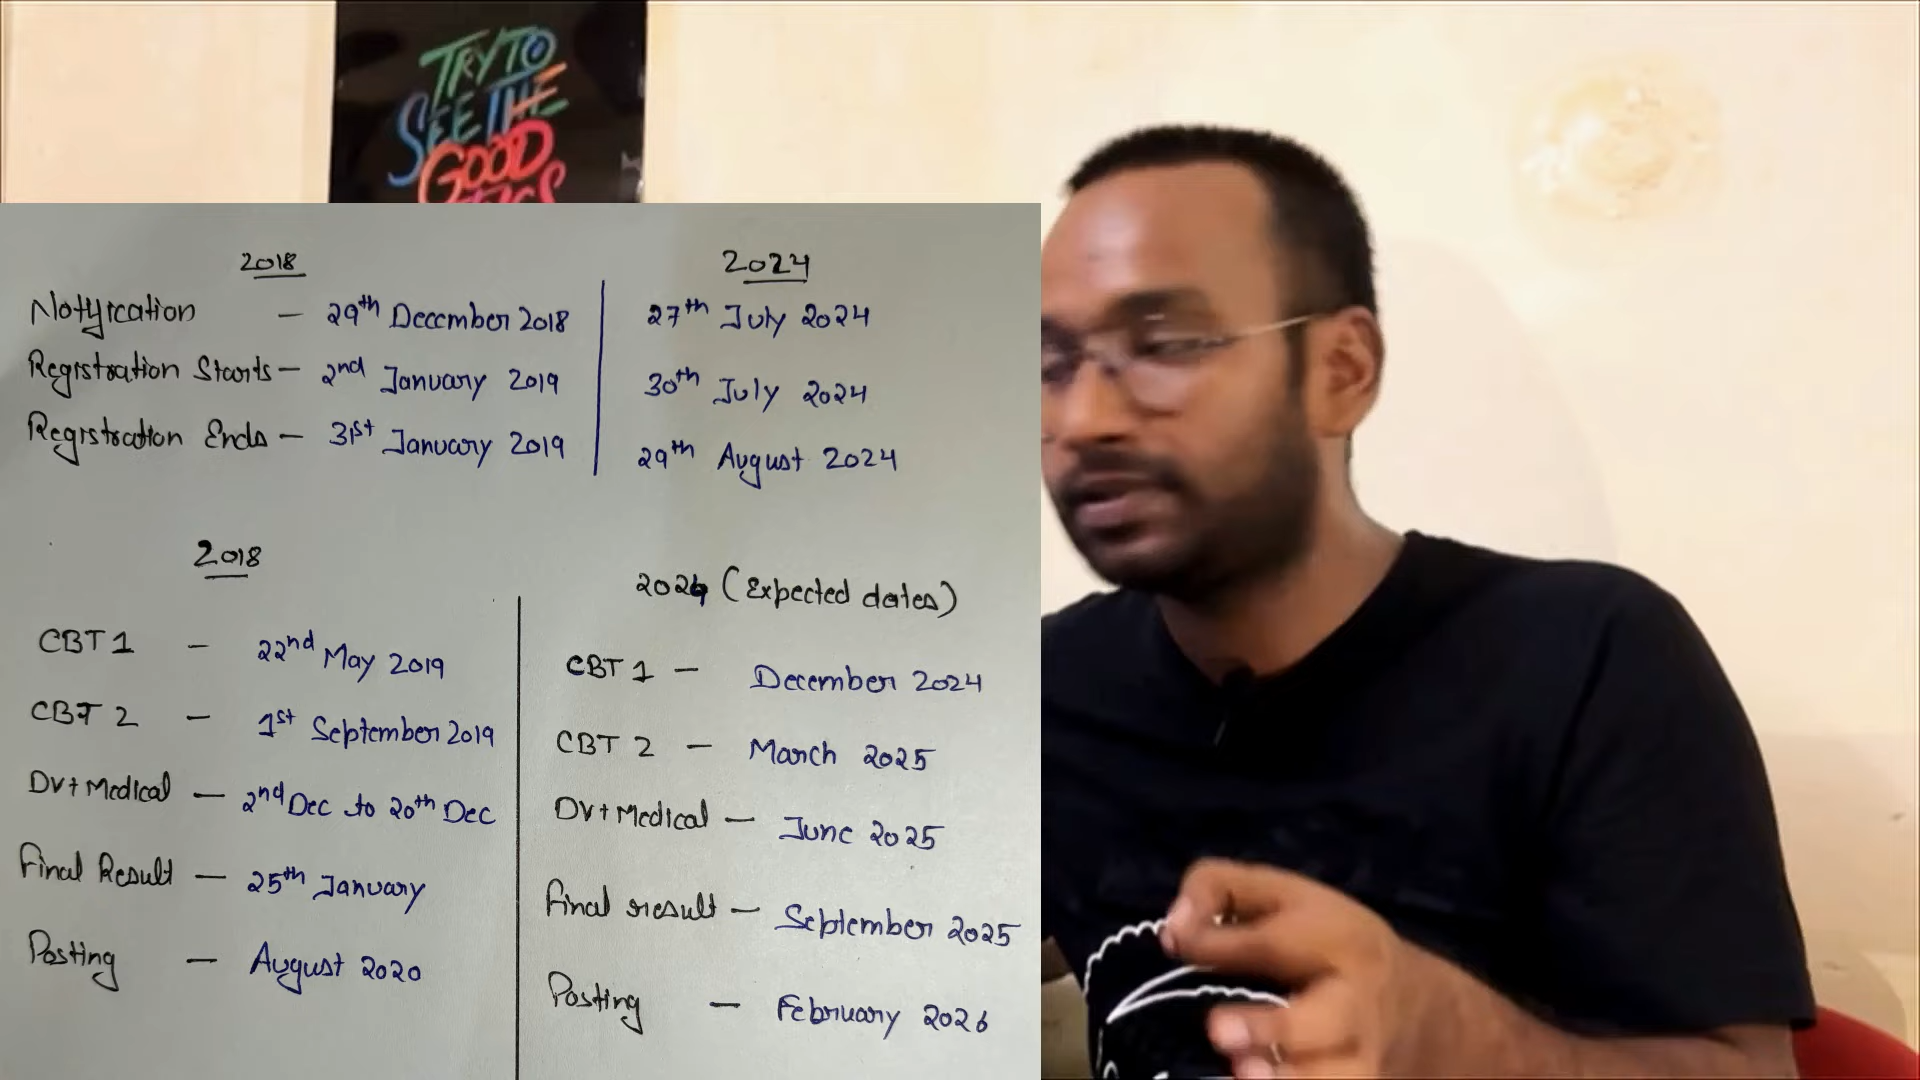 TRY TO
SEE THE
GOOD
2018
2024
Notification - 29th December 2018
27th July 2024
Registration Starts - 2nd January 2019
30th July 2024
Registration Ends - 31st January 2019
29th August 2024
2018
2024 (Expected dates)
CBT 1 - 22nd May 2019
CBT 1 - December 2024
CBT 2 - 1st September 2019
CBT 2 - March 2025
DV+Medical - 2nd Dec to 20th Dec
DV+Medical - June 2025
Final Result - 25th January
Final result - September 2025
Posting - August 2020
Posting - February 2026